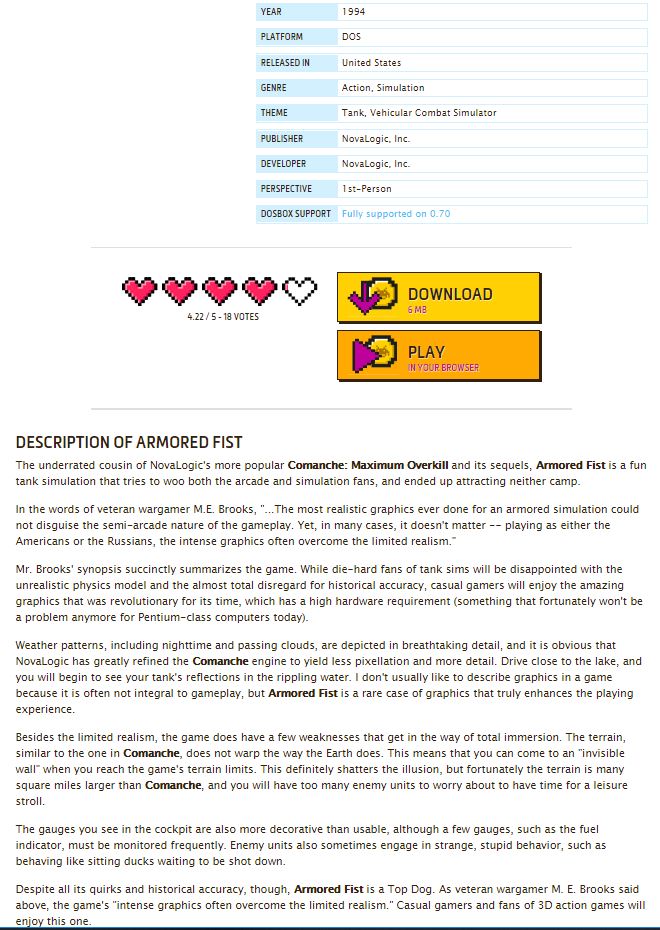 YEAR 1994
PLATFORM DOS
RELEASED IN United States
GENRE Action, Simulation
THEME Tank, Vehicular Combat Simulator
PUBLISHER NovaLogic, Inc.
DEVELOPER NovaLogic, Inc.
PERSPECTIVE 1st-Person
DOSBOX SUPPORT Fully supported on 0.70
4.22 / 5 - 18 VOTES
DOWNLOAD
6 MB
PLAY
IN YOUR BROWSER
DESCRIPTION OF ARMORED FIST
The underrated cousin of NovaLogic's more popular Comanche: Maximum Overkill and its sequels, Armored Fist is a fun
tank simulation that tries to woo both the arcade and simulation fans, and ended up attracting neither camp.
In the words of veteran wargamer M.E. Brooks, "...The most realistic graphics ever done for an armored simulation could
not disguise the semi-arcade nature of the gameplay. Yet, in many cases, it doesn't matter -- playing as either the
Americans or the Russians, the intense graphics often overcome the limited realism."
Mr. Brooks' synopsis succinctly summarizes the game. While die-hard fans of tank sims will be disappointed with the
unrealistic physics model and the almost total disregard for historical accuracy, casual gamers will enjoy the amazing
graphics that was revolutionary for its time, which has a high hardware requirement (something that fortunately won't be
a problem anymore for Pentium-class computers today).
Weather patterns, including nighttime and passing clouds, are depicted in breathtaking detail, and it is obvious that
NovaLogic has greatly refined the Comanche engine to yield less pixellation and more detail. Drive close to the lake, and
you will begin to see your tank's reflections in the rippling water. I don't usually like to describe graphics in a game
because it is often not integral to gameplay, but Armored Fist is a rare case of graphics that truly enhances the playing
experience.
Besides the limited realism, the game does have a few weaknesses that get in the way of total immersion. The terrain,
similar to the one in Comanche, does not warp the way the Earth does. This means that you can come to an "invisible
wall" when you reach the game's terrain limits. This definitely shatters the illusion, but fortunately the terrain is many
square miles larger than Comanche, and you will have too many enemy units to worry about to have time for a leisure
stroll.
The gauges you see in the cockpit are also more decorative than usable, although a few gauges, such as the fuel
indicator, must be monitored frequently. Enemy units also sometimes engage in strange, stupid behavior, such as
behaving like sitting ducks waiting to be shot down.
Despite all its quirks and historical accuracy, though, Armored Fist is a Top Dog. As veteran wargamer M. E. Brooks said
above, the game's "intense graphics often overcome the limited realism." Casual gamers and fans of 3D action games will
enjoy this one.